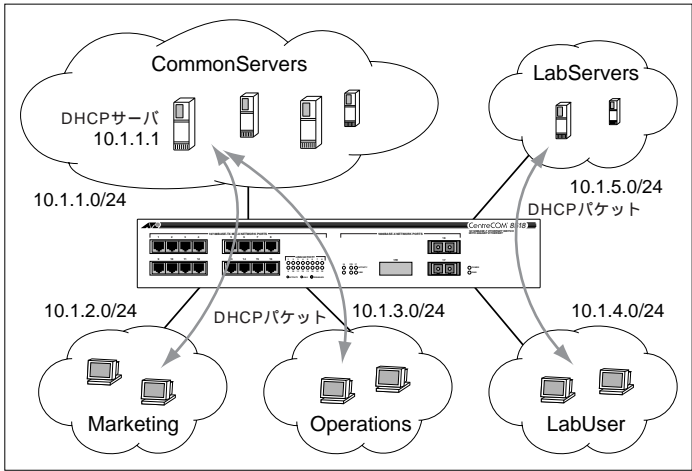 CommonServers
LabServers
DHCPサーバ
10.1.1.1
10.1.1.0/24
10.1.5.0/24
DHCPパケット
CentreCOM 8518
10.1.2.0/24
DHCPパケット
10.1.3.0/24
10.1.4.0/24
Marketing
Operations
LabUser